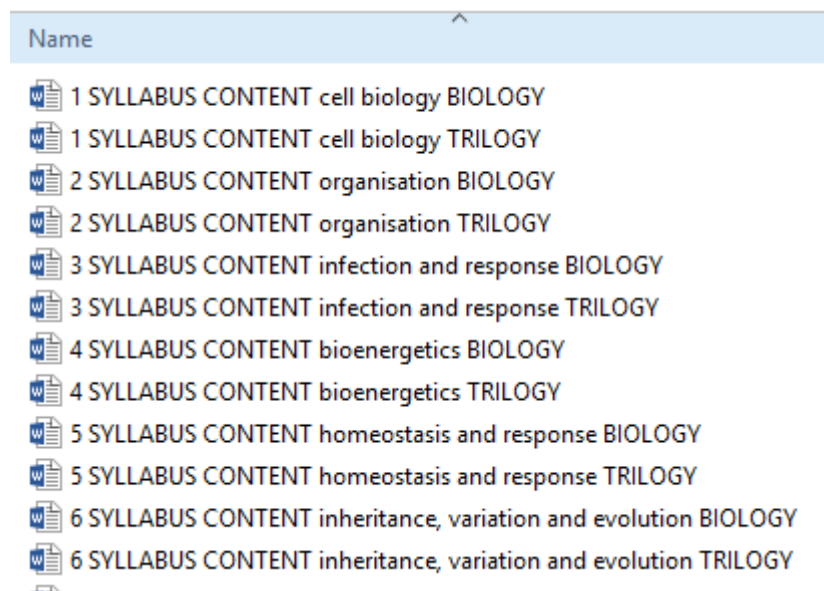 Name
1 SYLLABUS CONTENT cell biology BIOLOGY
1 SYLLABUS CONTENT cell biology TRILOGY
2 SYLLABUS CONTENT organisation BIOLOGY
2 SYLLABUS CONTENT organisation TRILOGY
3 SYLLABUS CONTENT infection and response BIOLOGY
3 SYLLABUS CONTENT infection and response TRILOGY
4 SYLLABUS CONTENT bioenergetics BIOLOGY
4 SYLLABUS CONTENT bioenergetics TRILOGY
5 SYLLABUS CONTENT homeostasis and response BIOLOGY
5 SYLLABUS CONTENT homeostasis and response TRILOGY
6 SYLLABUS CONTENT inheritance, variation and evolution BIOLOGY
6 SYLLABUS CONTENT inheritance, variation and evolution TRILOGY